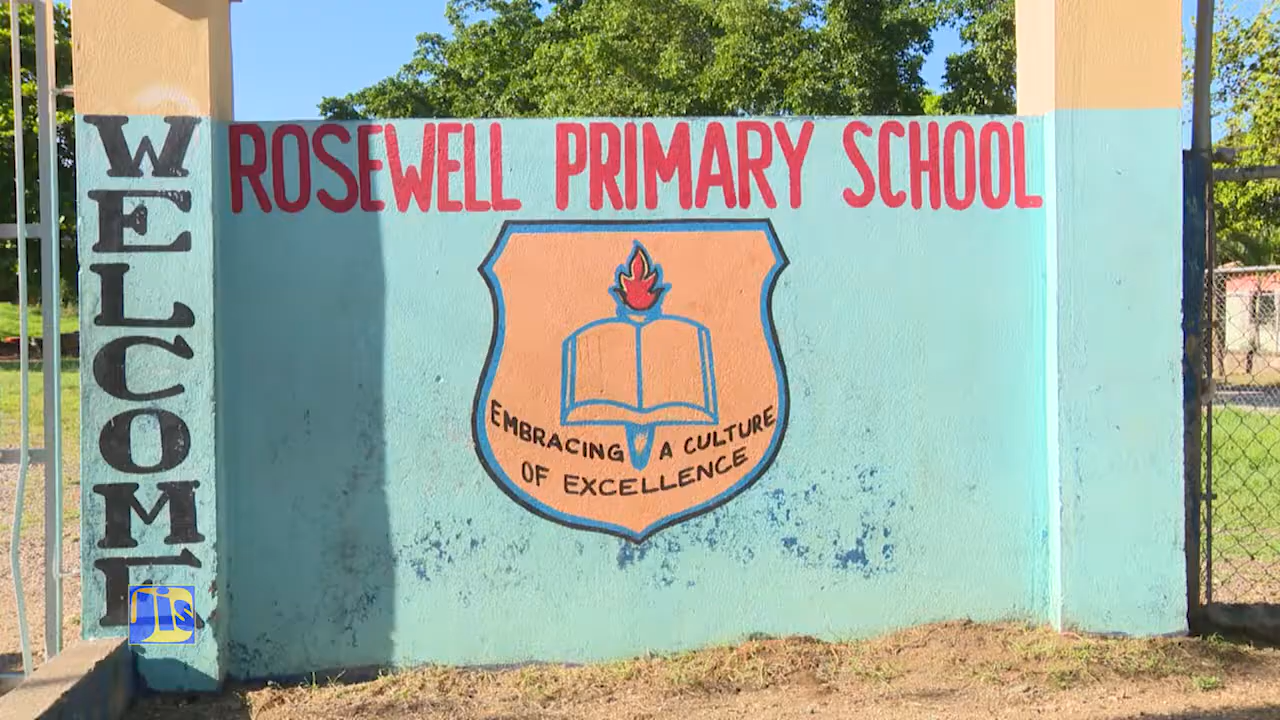 WELCOME
ROSEWELL PRIMARY SCHOOL
EMBRACING A CULTURE
OF EXCELLENCE
jis